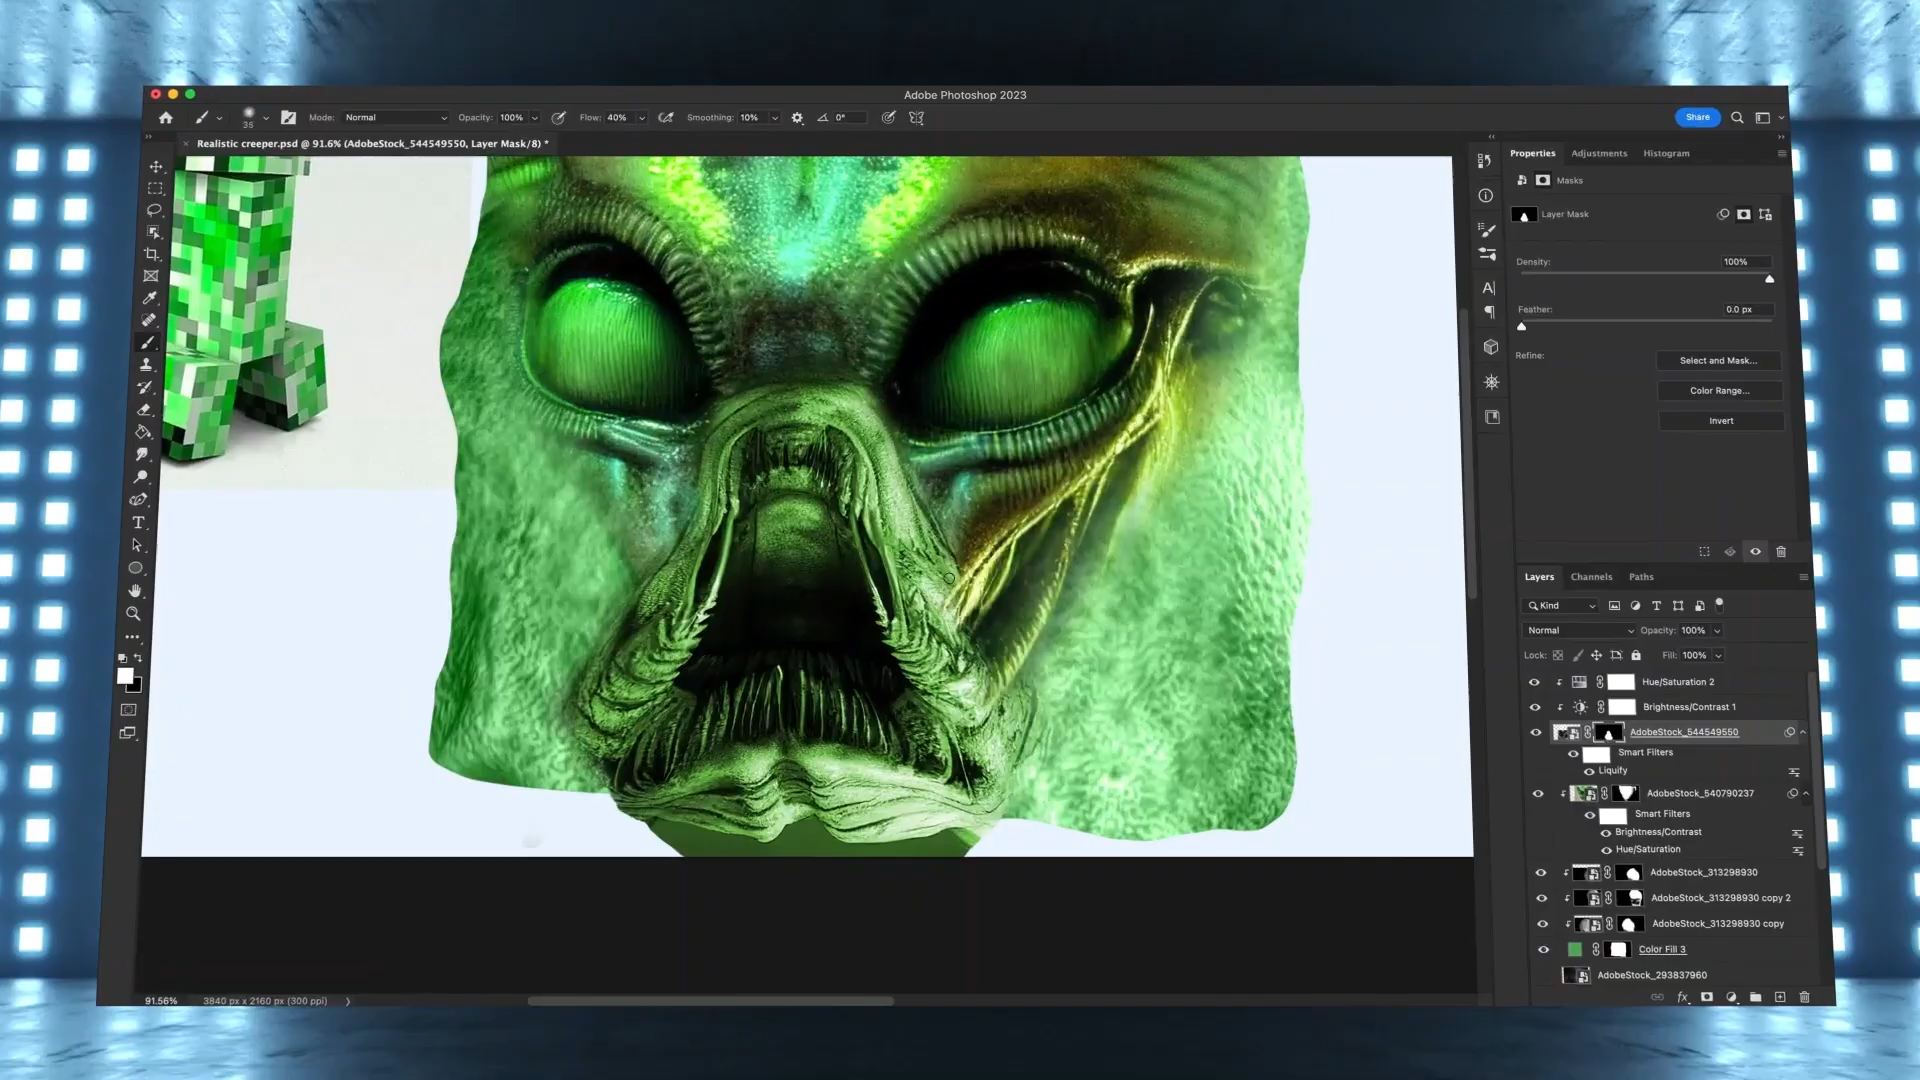 Adobe Photoshop 2023
35
Mode: Normal Opacity: 100% Flow: 40% Smoothing: 10% 0° Share
× Realistic creeper.psd @ 91.6% (AdobeStock_544549550, Layer Mask/8) *
Properties Adjustments Histogram
Masks
Layer Mask
Density: 100%
Feather: 0.0 px
Refine:
Select and Mask...
Color Range...
Invert
Layers Channels Paths
Kind
Normal Opacity: 100%
Lock: Fill: 100%
Hue/Saturation 2
Brightness/Contrast 1
AdobeStock_544549550
Smart Filters
Liquify
AdobeStock_540790237
Smart Filters
Brightness/Contrast
Hue/Saturation
AdobeStock_313298930
AdobeStock_313298930 copy 2
AdobeStock_313298930 copy
Color Fill 3
AdobeStock_293837960
fx
91.56% 3840 px x 2160 px (300 ppi)